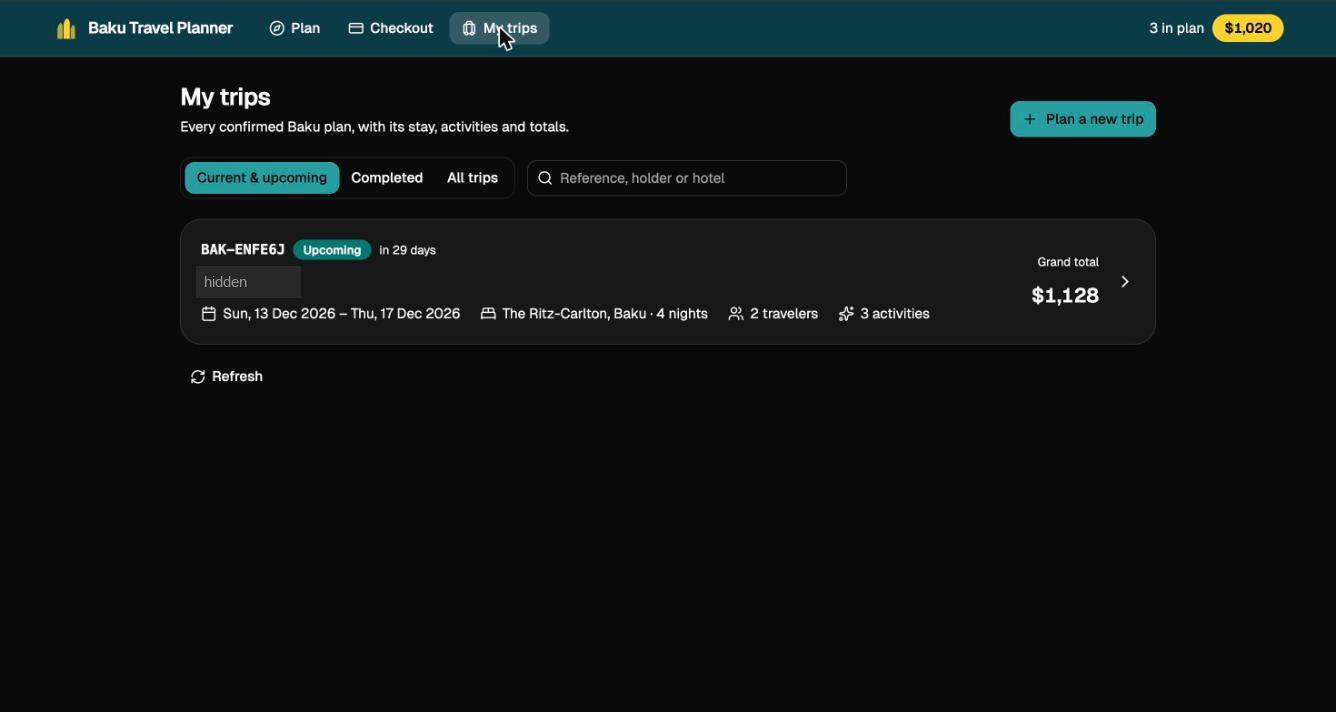 Baku Travel Planner Plan Checkout My trips 3 in plan $1,020
My trips
Every confirmed Baku plan, with its stay, activities and totals.
+ Plan a new trip
Current & upcoming Completed All trips Reference, holder or hotel
BAK-ENFE6J Upcoming in 29 days
Grand total
hidden
$1,128
Sun, 13 Dec 2026 – Thu, 17 Dec 2026 The Ritz-Carlton, Baku · 4 nights 2 travelers 3 activities
Refresh